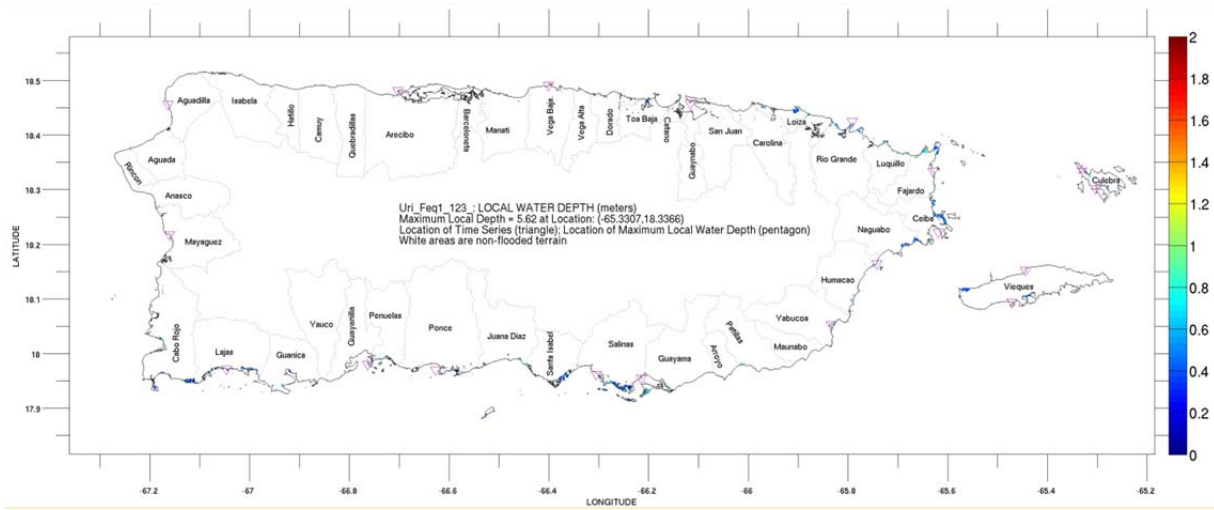 2
18.5
Aguadilla
Isabela
Hatillo
Camuy
Quebradillas
Arecibo
Barceloneta
Manati
Vega Baja
Vega Alta
Dorado
Toa Baja
Catano
Guaynabo
San Juan
Carolina
Loiza
Rio Grande
Luquillo
Fajardo
Ceiba
Culebra
1.8
18.4
1.6
Aguada
Rincon
Anasco
1.4
18.3
Uri_Feq1_123_: LOCAL WATER DEPTH (meters)
Maximum Local Depth = 5.62 at Location: (-65.3307,18.3366)
Location of Time Series (triangle); Location of Maximum Local Water Depth (pentagon)
White areas are non-flooded terrain
1.2
LATITUDE
18.2
Mayaguez
Naguabo
Humacao
Vieques
1
18.1
Cabo Rojo
Lajas
Guanica
Yauco
Guayanilla
Penuelas
Ponce
Juana Diaz
Santa Isabel
Salinas
Guayama
Arroyo
Patillas
Yabucoa
Maunabo
0.8
18
0.6
0.4
17.9
0.2
0
-67.2 -67 -66.8 -66.6 -66.4 -66.2 -66 -65.8 -65.6 -65.4 -65.2
LONGITUDE